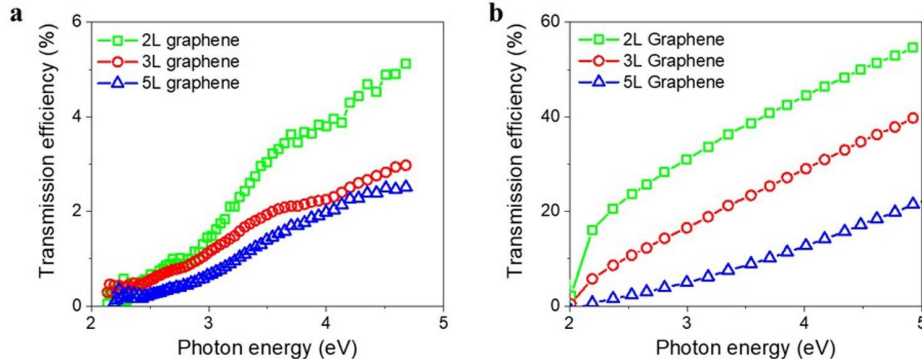 a
Transmission efficiency (%)
6
4
2
0
2L graphene
3L graphene
5L graphene
2 3 4 5
Photon energy (eV)
b
Transmission efficiency (%)
60
40
20
0
2L Graphene
3L Graphene
5L Graphene
2 3 4 5
Photon energy (eV)